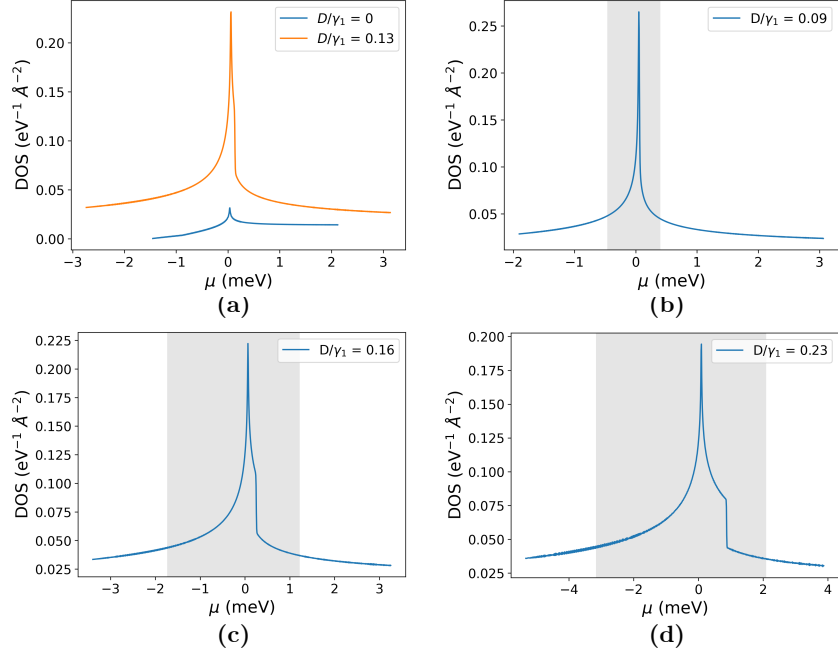 D/γ₁ = 0
D/γ₁ = 0.13
DOS (eV⁻¹ Å⁻²)
0.20
0.15
0.10
0.05
0.00
−3 −2 −1 0 1 2 3
μ (meV)
(a)
D/γ₁ = 0.09
DOS (eV⁻¹ Å⁻²)
0.25
0.20
0.15
0.10
0.05
−2 −1 0 1 2 3
μ (meV)
(b)
D/γ₁ = 0.16
DOS (eV⁻¹ Å⁻²)
0.225
0.200
0.175
0.150
0.125
0.100
0.075
0.050
0.025
−3 −2 −1 0 1 2 3
μ (meV)
(c)
D/γ₁ = 0.23
DOS (eV⁻¹ Å⁻²)
0.200
0.175
0.150
0.125
0.100
0.075
0.050
0.025
−4 −2 0 2 4
μ (meV)
(d)